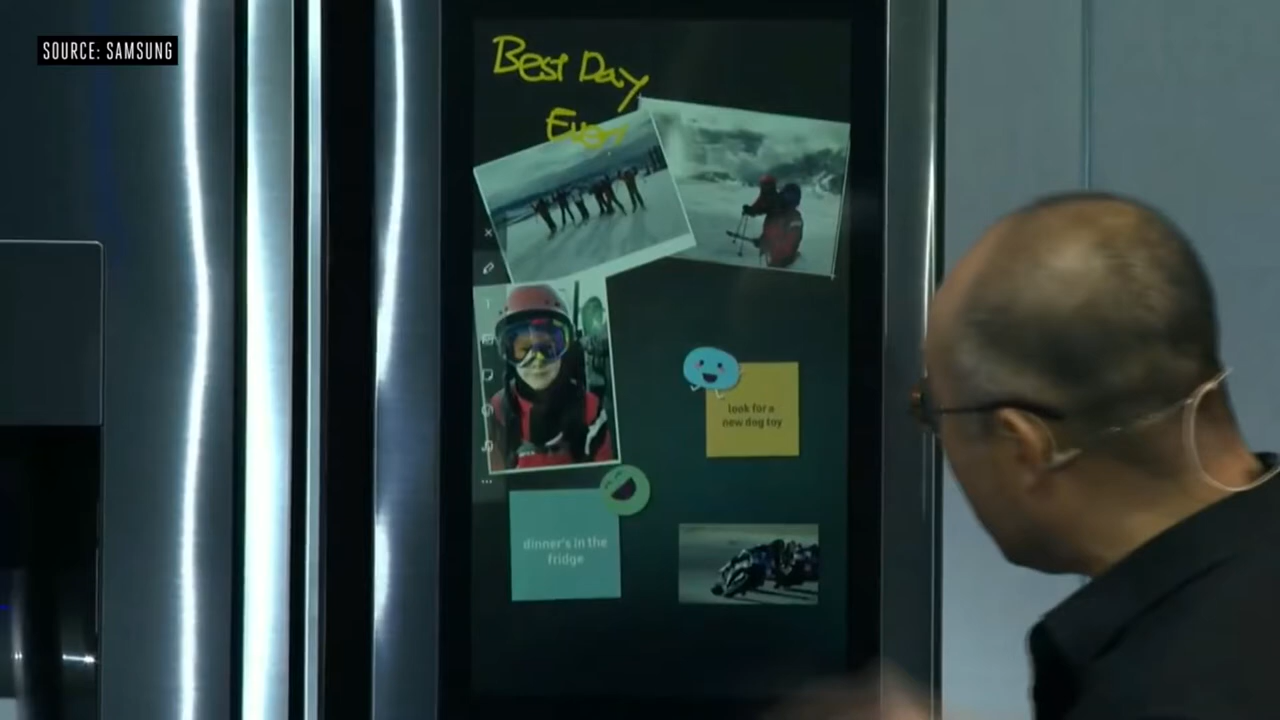 SOURCE: SAMSUNG
Best Day
Ever
look for a
new dog toy
dinner's in the
fridge